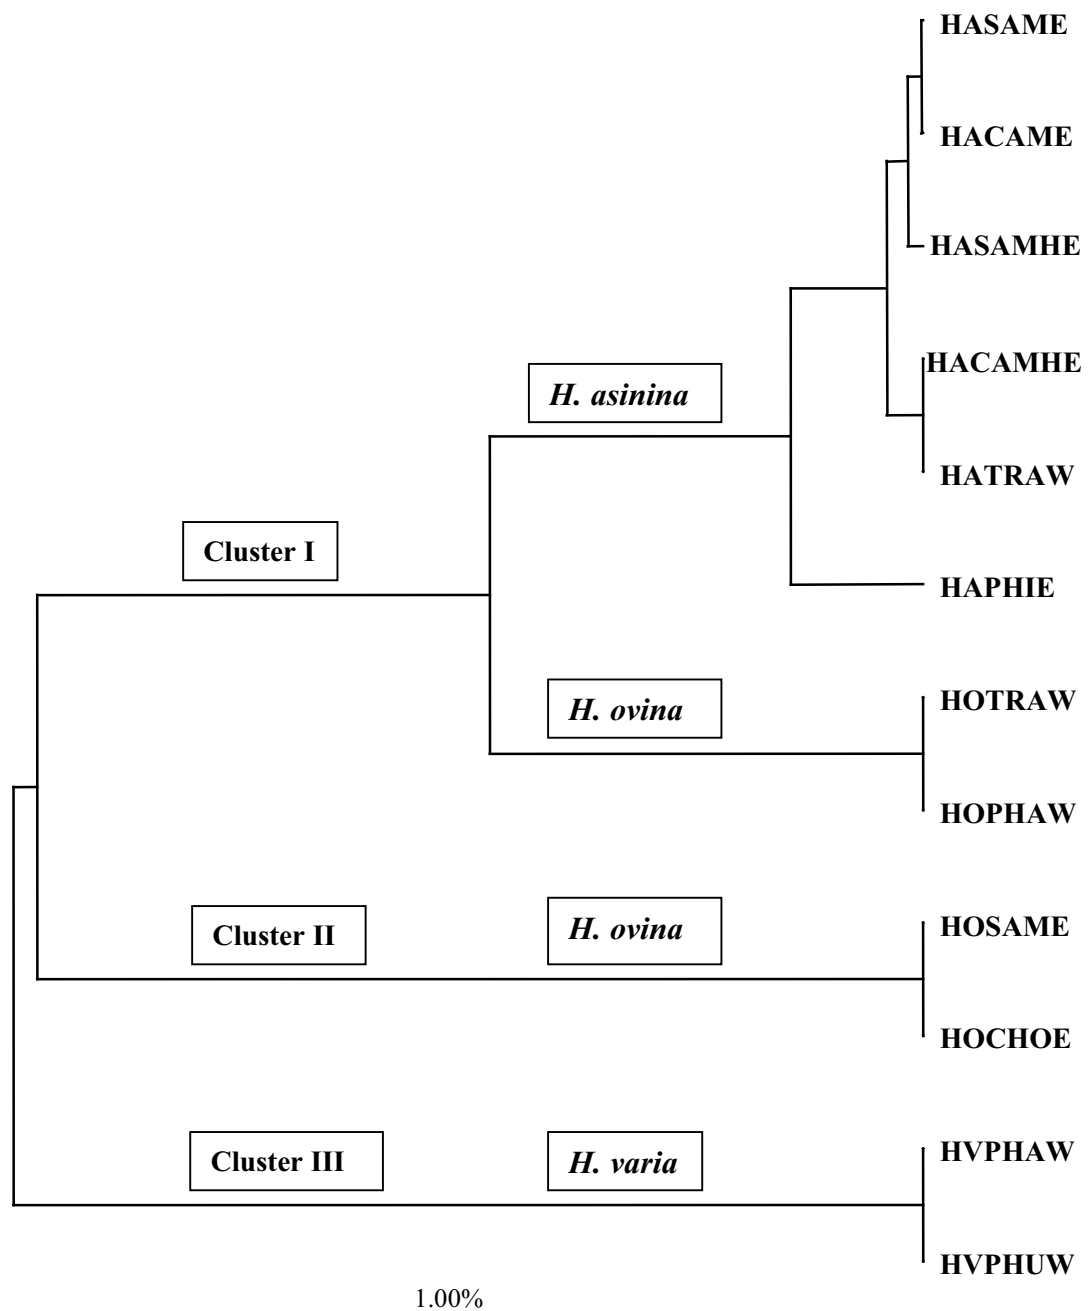 HASAME
HACAME
HASAMHE
HACAMHE
H. asinina
HATRAW
Cluster I
HAPHIE
HOTRAW
H. ovina
HOPHAW
HOSAME
H. ovina
Cluster II
HOCHOE
HVPHAW
Cluster III
H. varia
HVPHUW
1.00%